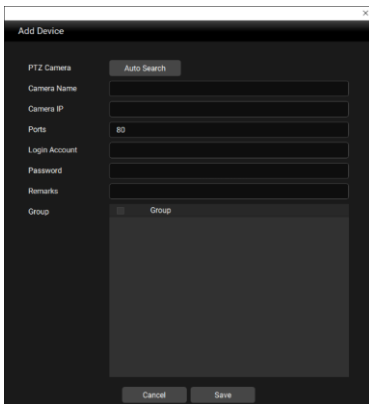 Add Device
PTZ Camera Auto Search
Camera Name
Camera IP
Ports 80
Login Account
Password
Remarks
Group Group
Cancel Save